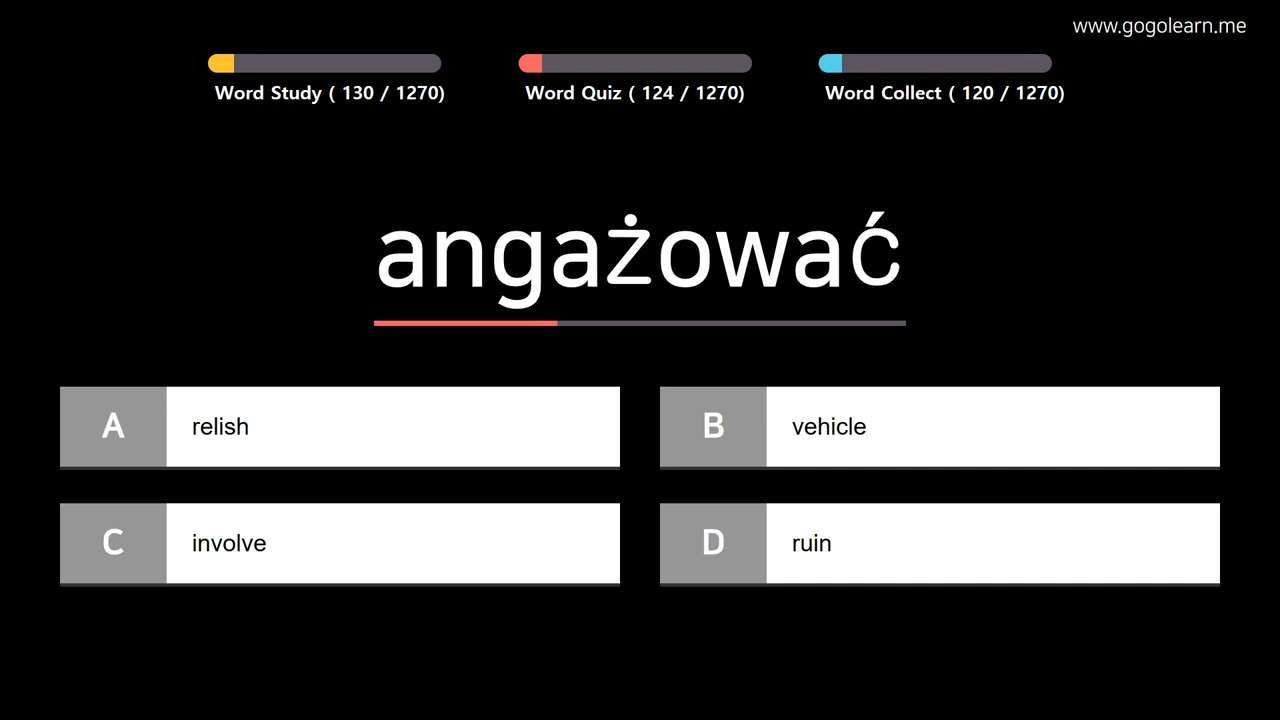 www.gogolearn.me
Word Study ( 130 / 1270)
Word Quiz ( 124 / 1270)
Word Collect ( 120 / 1270)
angażować
A relish
B vehicle
C involve
D ruin